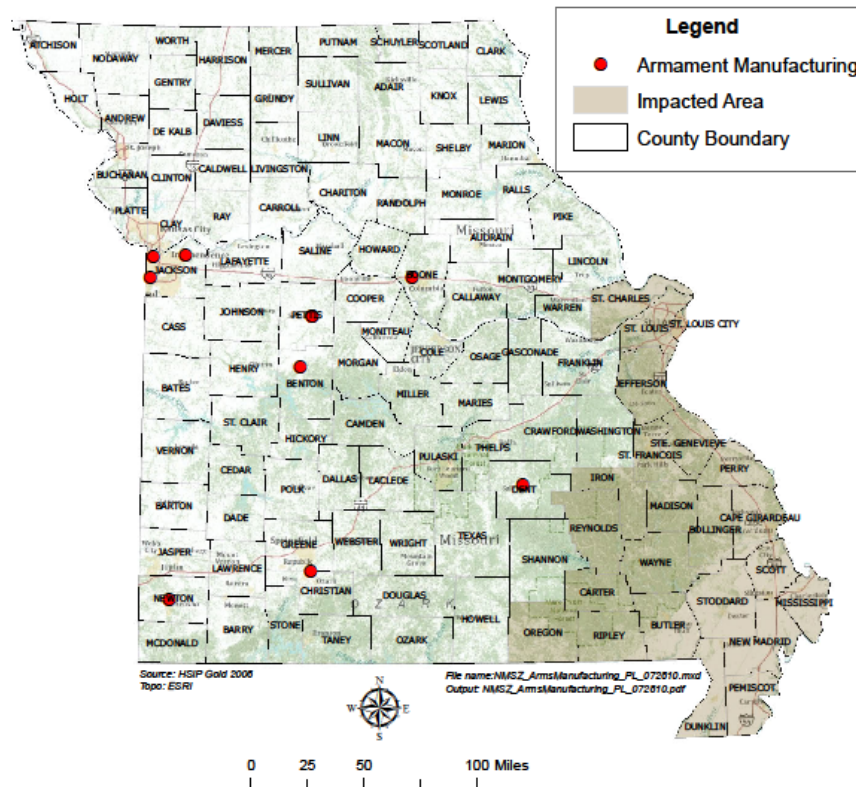 Legend
Armament Manufacturing
Impacted Area
County Boundary
ATCHISON
NODAWAY
WORTH
HARRISON
MERCER
PUTNAM
SCHUYLER
SCOTLAND
CLARK
HOLT
GENTRY
SULLIVAN
ADAIR
KNOX
LEWIS
ANDREW
DE KALB
DAVIESS
GRUNDY
LINN
MACON
SHELBY
MARION
BUCHANAN
CLINTON
CALDWELL
LIVINGSTON
CHARITON
RANDOLPH
MONROE
RALLS
PLATTE
CLAY
RAY
CARROLL
PIKE
Missouri
JACKSON
LAFAYETTE
SALINE
HOWARD
BOONE
AUDRAIN
LINCOLN
CALLAWAY
MONTGOMERY
WARREN
ST. CHARLES
CASS
JOHNSON
PETTIS
COOPER
MONITEAU
COLE
OSAGE
GASCONADE
FRANKLIN
ST. LOUIS
ST. LOUIS CITY
BATES
HENRY
BENTON
MORGAN
MILLER
MARIES
JEFFERSON
VERNON
ST. CLAIR
HICKORY
CAMDEN
PULASKI
PHELPS
CRAWFORD
WASHINGTON
ST. FRANCOIS
STE. GENEVIEVE
PERRY
BARTON
CEDAR
POLK
DALLAS
LACLEDE
DENT
IRON
MADISON
BOLLINGER
CAPE GIRARDEAU
JASPER
DADE
GREENE
WEBSTER
WRIGHT
TEXAS
Missouri
SHANNON
REYNOLDS
WAYNE
SCOTT
NEWTON
LAWRENCE
CHRISTIAN
DOUGLAS
OZARK
HOWELL
CARTER
STODDARD
MISSISSIPPI
MCDONALD
BARRY
STONE
TANEY
OZARK
OREGON
RIPLEY
BUTLER
NEW MADRID
PEMISCOT
DUNKLIN
Source: HSIP Gold 2006
Topo: ESRI
File name:NMSZ_ArmsManufacturing_PL_072610.mxd
Output: NMSZ_ArmsManufacturing_PL_072610.pdf
N
W E
S
0 25 50 100 Miles